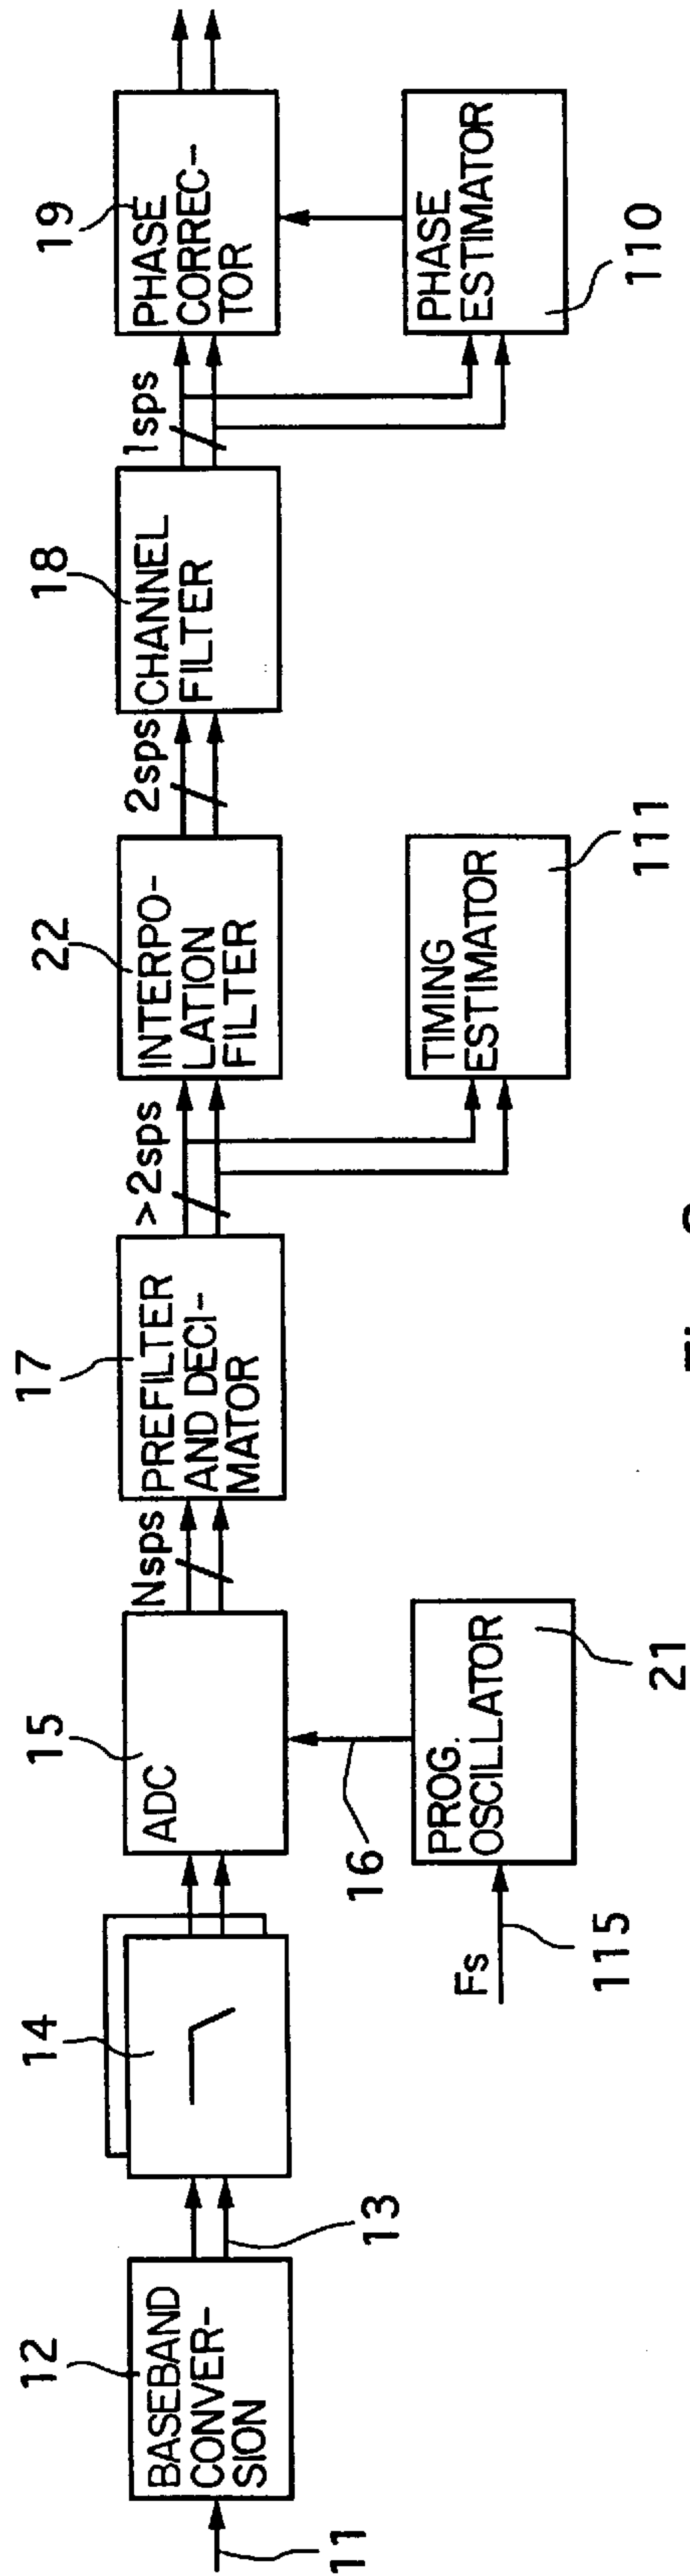 11
12
BASEBAND
CONVER-
SION
13
14
15
ADC
16
Fs
115
PROG.
OSCILLATOR
21
Nsps
17
PREFILTER
AND DECI-
MATOR
>2sps
22
INTERPO-
LATION
FILTER
TIMING
ESTIMATOR
111
2sps
18
CHANNEL
FILTER
1sps
19
PHASE
CORREC-
TOR
PHASE
ESTIMATOR
110